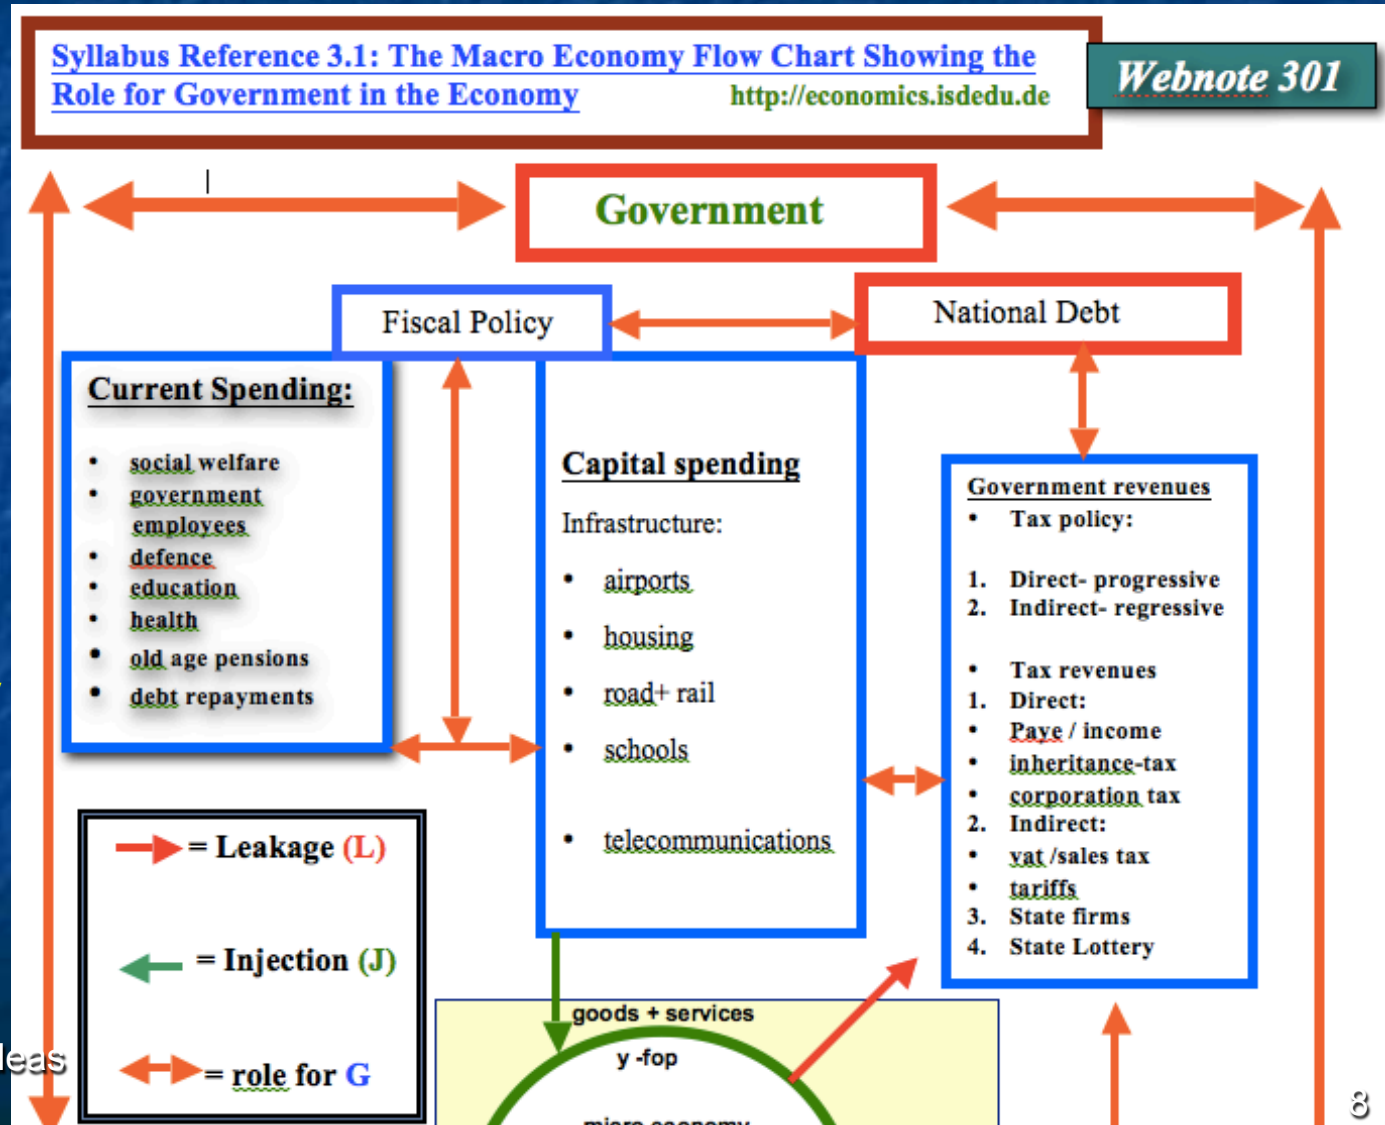 Syllabus Reference 3.1: The Macro Economy Flow Chart Showing the
Role for Government in the Economy
http://economics.isdedu.de
Webnote 301
Government
Fiscal Policy
National Debt
Current Spending:
• social welfare
• government
employees
• defence
• education
• health
• old age pensions
• debt repayments
Capital spending
Infrastructure:
• airports
• housing
• road+ rail
• schools
• telecommunications
Government revenues
• Tax policy:
1. Direct- progressive
2. Indirect- regressive
• Tax revenues
1. Direct:
• Paye / income
• inheritance-tax
• corporation tax
2. Indirect:
• vat /sales tax
• tariffs
3. State firms
4. State Lottery
= Leakage (L)
= Injection (J)
= role for G
goods + services
y -fop
micro economy
deas
8